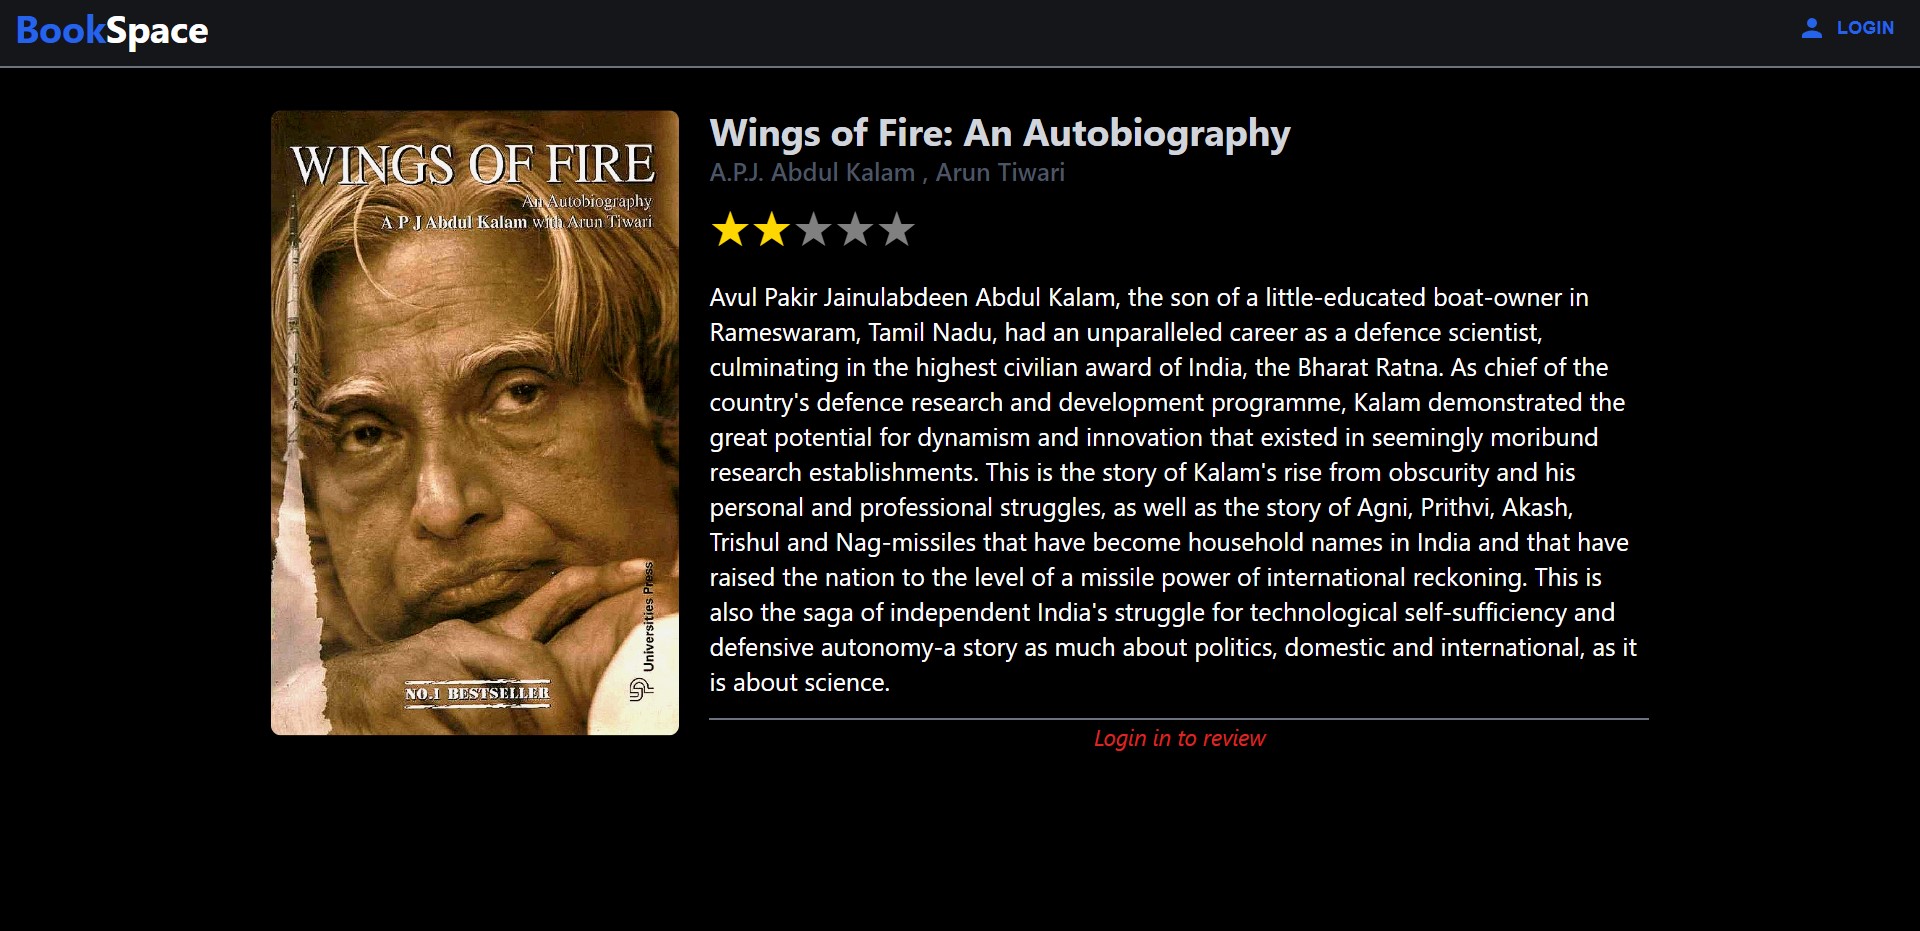 BookSpace
LOGIN
WINGS OF FIRE
An Autobiography
A P J Abdul Kalam with Arun Tiwari
INDIA
Universities Press
NO.1 BESTSELLER
Wings of Fire: An Autobiography
A.P.J. Abdul Kalam , Arun Tiwari
Avul Pakir Jainulabdeen Abdul Kalam, the son of a little-educated boat-owner in
Rameswaram, Tamil Nadu, had an unparalleled career as a defence scientist,
culminating in the highest civilian award of India, the Bharat Ratna. As chief of the
country's defence research and development programme, Kalam demonstrated the
great potential for dynamism and innovation that existed in seemingly moribund
research establishments. This is the story of Kalam's rise from obscurity and his
personal and professional struggles, as well as the story of Agni, Prithvi, Akash,
Trishul and Nag-missiles that have become household names in India and that have
raised the nation to the level of a missile power of international reckoning. This is
also the saga of independent India's struggle for technological self-sufficiency and
defensive autonomy-a story as much about politics, domestic and international, as it
is about science.
Login in to review